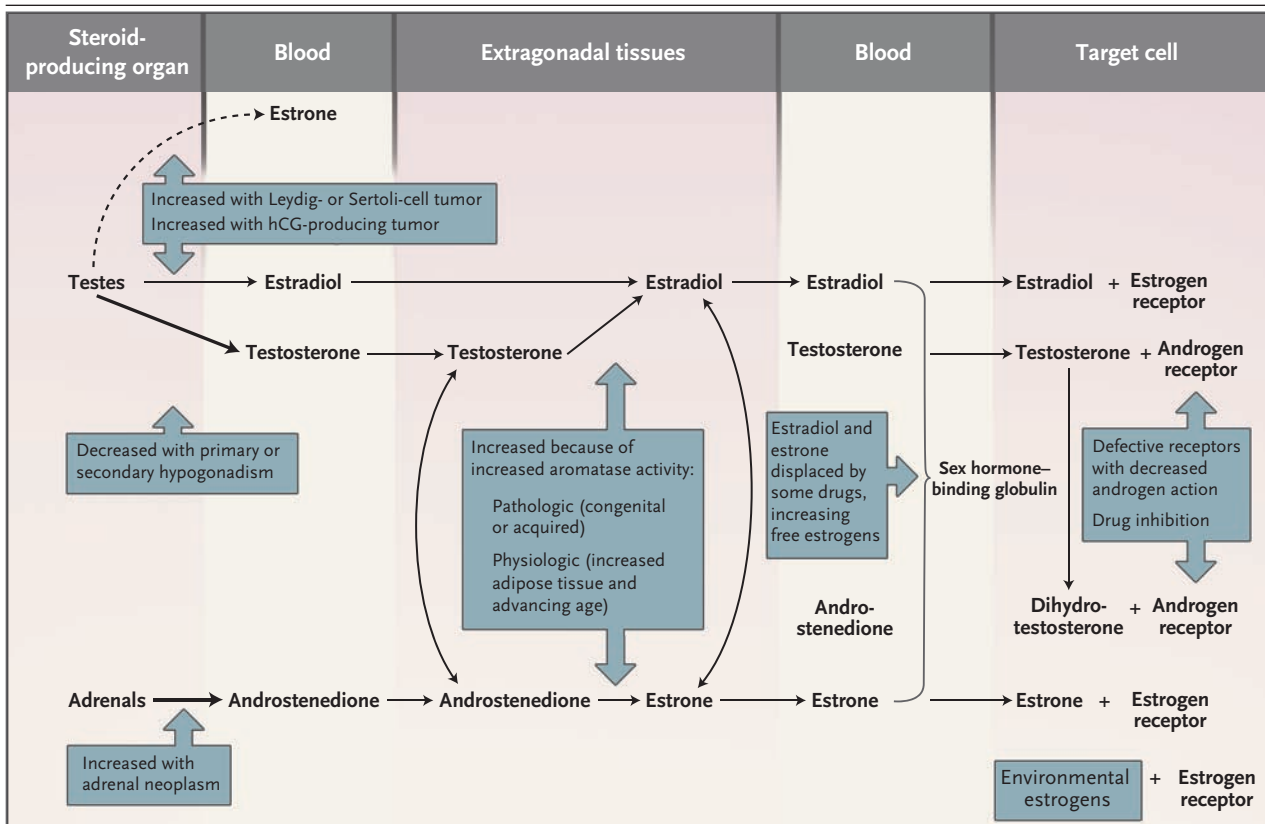 Steroid-
producing organ
Blood
Extragonadal tissues
Blood
Target cell
Estrone
Increased with Leydig- or Sertoli-cell tumor
Increased with hCG-producing tumor
Testes
Estradiol
Estradiol
Estradiol
Estradiol + Estrogen
receptor
Testosterone
Testosterone
Testosterone
Testosterone + Androgen
receptor
Decreased with primary or
secondary hypogonadism
Increased because of
increased aromatase activity:
Pathologic (congenital
or acquired)
Physiologic (increased
adipose tissue and
advancing age)
Estradiol and
estrone
displaced by
some drugs,
increasing
free estrogens
Sex hormone–
binding globulin
Defective receptors
with decreased
androgen action
Drug inhibition
Andro-
stenedione
Dihydro-
testosterone + Androgen
receptor
Adrenals
Androstenedione
Androstenedione
Estrone
Estrone
Estrone + Estrogen
receptor
Increased with
adrenal neoplasm
Environmental
estrogens + Estrogen
receptor